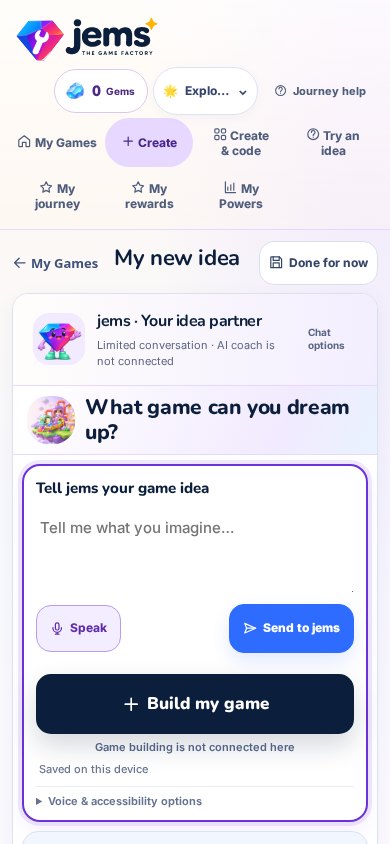 jems
THE GAME FACTORY
0 Gems
Explo...
Journey help
My Games
Create
Create
& code
Try an
idea
My
journey
My
rewards
My
Powers
My Games
My new idea
Done for now
jems · Your idea partner
Limited conversation · AI coach is
not connected
Chat
options
What game can you dream
up?
Tell jems your game idea
Tell me what you imagine...
Speak
Send to jems
Build my game
Game building is not connected here
Saved on this device
Voice & accessibility options